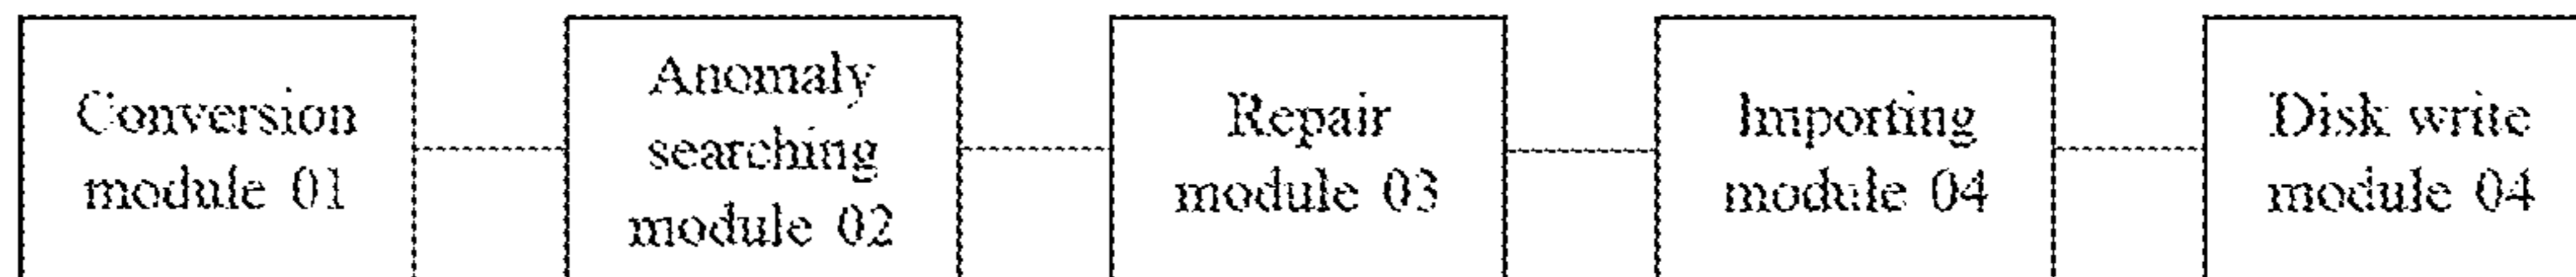 Conversion
module 01
Anomaly
searching
module 02
Repair
module 03
Importing
module 04
Disk write
module 04